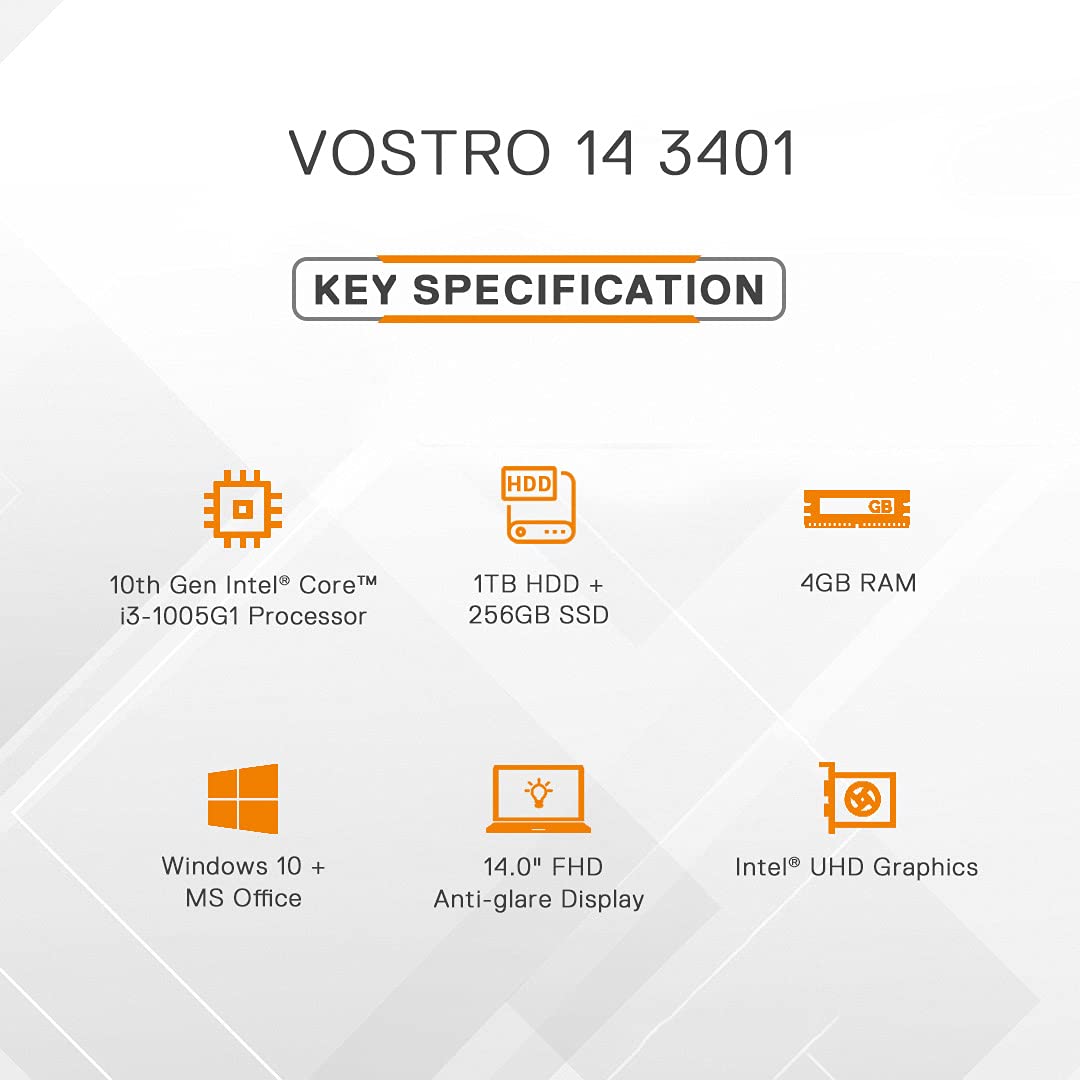 VOSTRO 14 3401
KEY SPECIFICATION
10th Gen Intel® Core™
i3-1005G1 Processor
HDD
1TB HDD +
256GB SSD
GB
4GB RAM
Windows 10 +
MS Office
14.0" FHD
Anti-glare Display
Intel® UHD Graphics